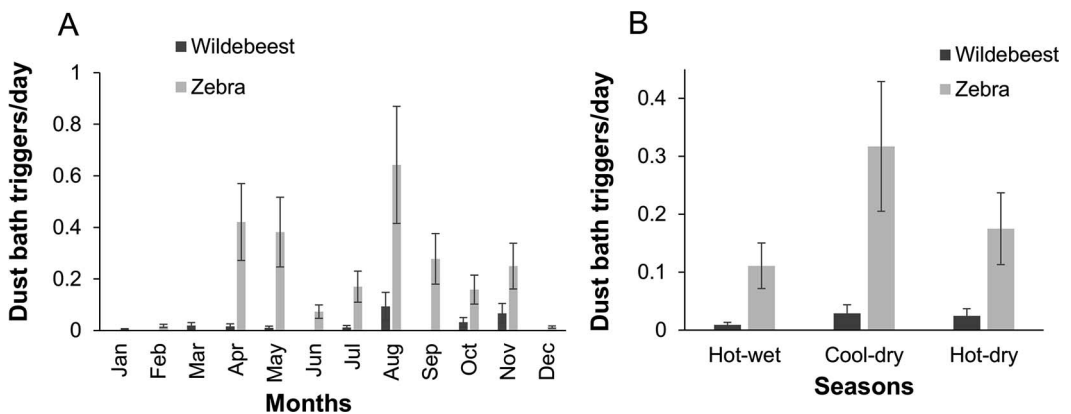 A
Wildebeest
Zebra
Dust bath triggers/day
1
0.8
0.6
0.4
0.2
0
Jan
Feb
Mar
Apr
May
Jun
Jul
Aug
Sep
Oct
Nov
Dec
Months
B
Wildebeest
Zebra
Dust bath triggers/day
0.4
0.3
0.2
0.1
0
Hot-wet
Cool-dry
Hot-dry
Seasons